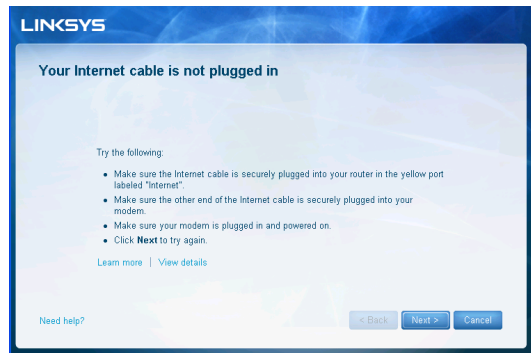 LINKSYS
Your Internet cable is not plugged in
Try the following:
• Make sure the Internet cable is securely plugged into your router in the yellow port
labeled "Internet".
• Make sure the other end of the Internet cable is securely plugged into your
modem.
• Make sure your modem is plugged in and powered on.
• Click Next to try again.
Learn more | View details
Need help?
< Back Next > Cancel